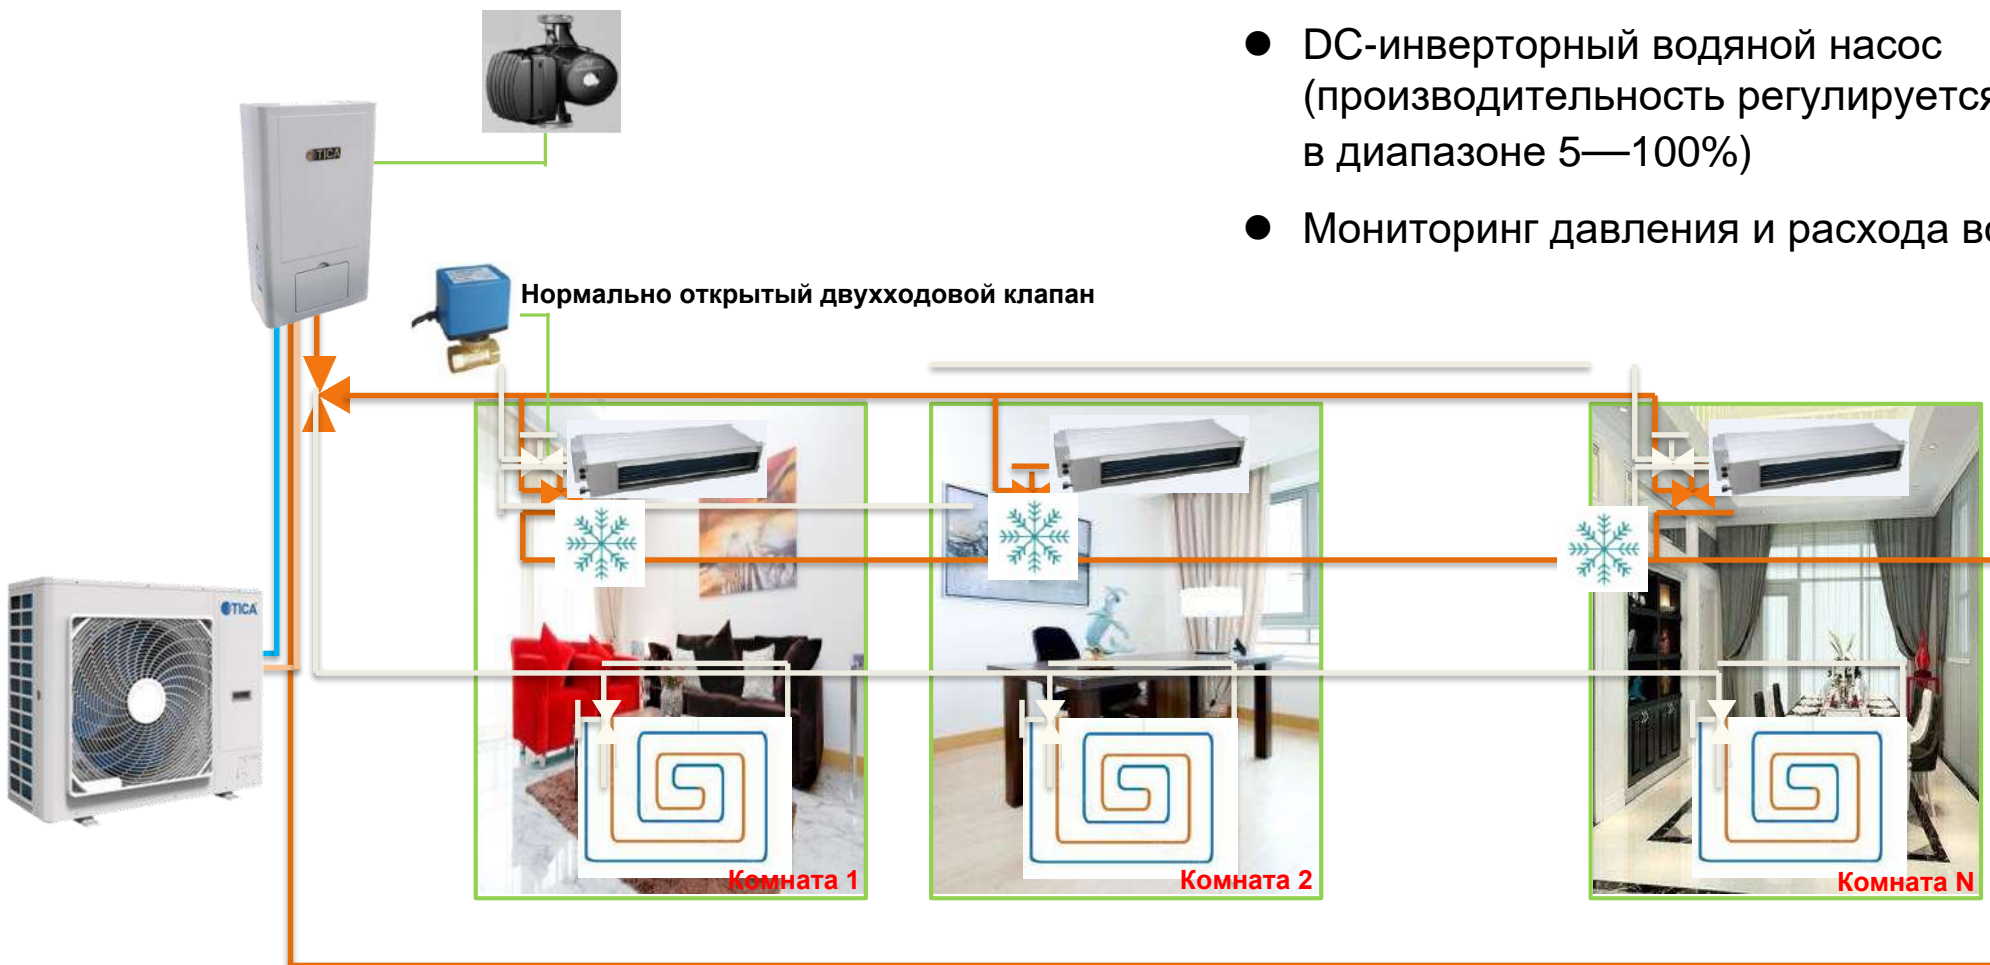 DC-инверторный водяной насос
(производительность регулируется
в диапазоне 5—100%)
Мониторинг давления и расхода
TICA
Нормально открытый двухходовой клапан
TICA
Комната 1
Комната 2
Комната N